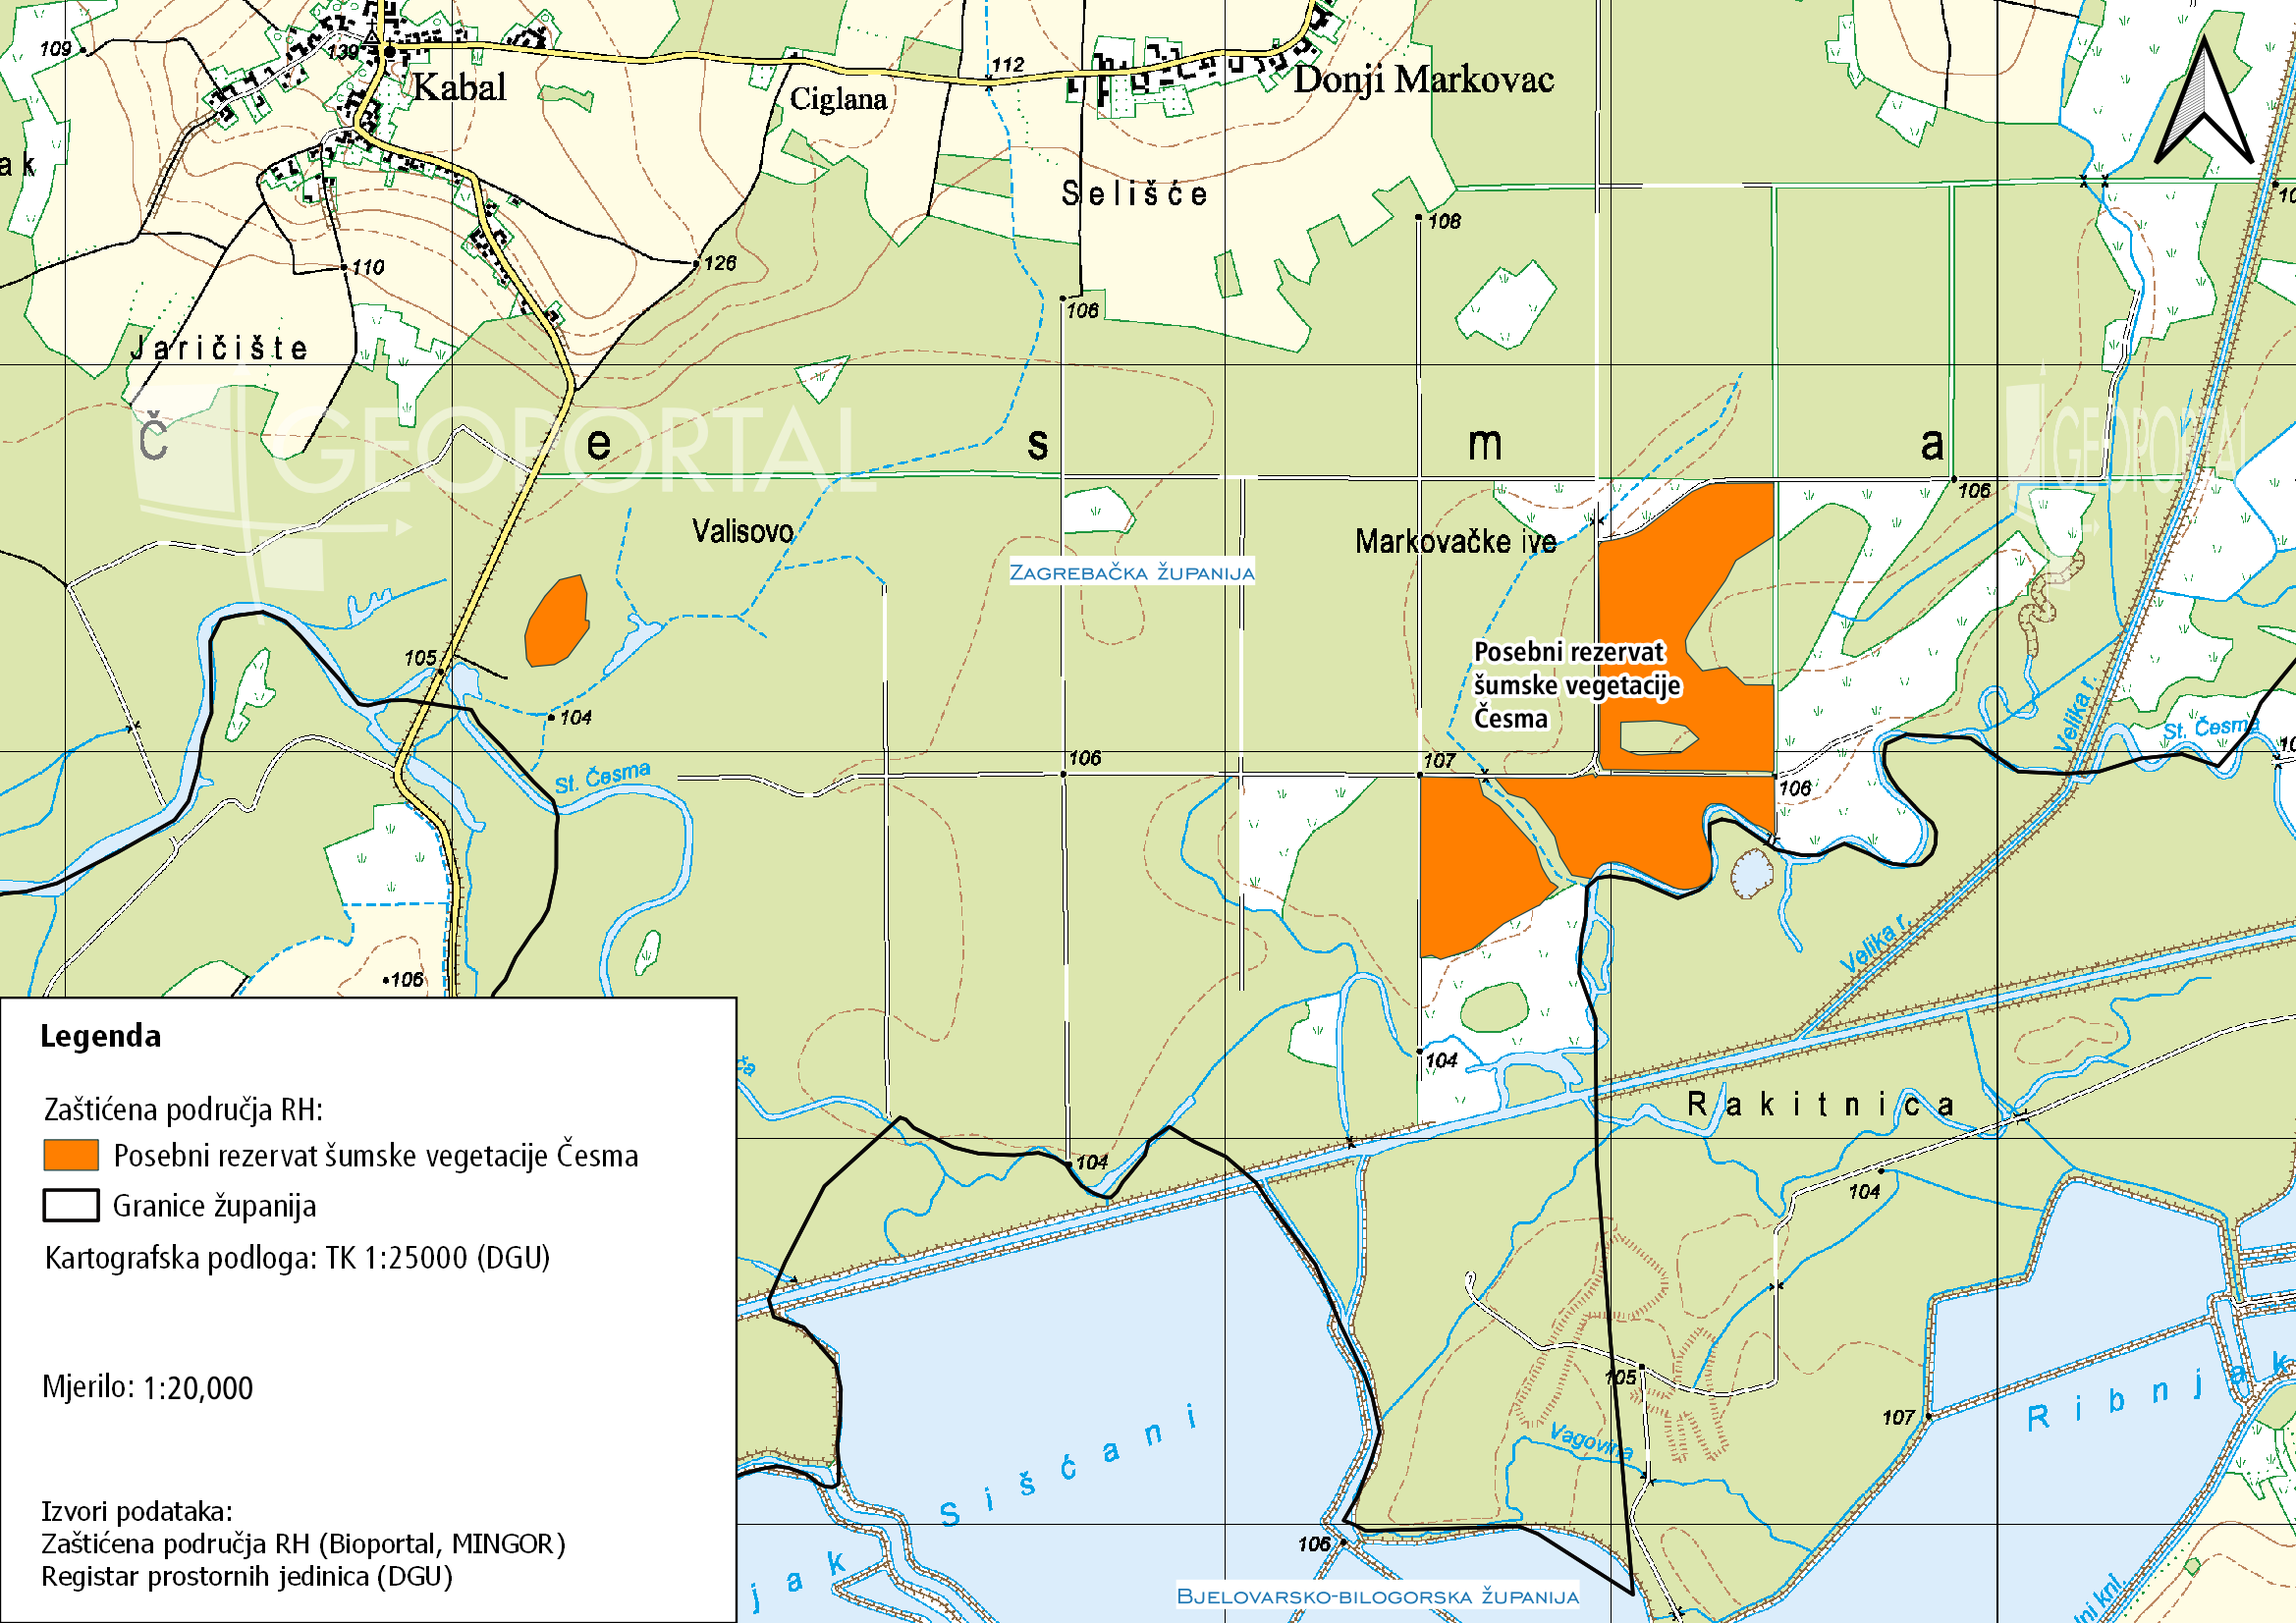 109
139
Kabal
Ciglana
112
Donji Markovac
ak
Selišće
108
110
126
106
Jaričište
GEOPORTAL
GEOPORTAL
Č e s m a
106
Valisovo
Markovačke ive
ZAGREBAČKA ŽUPANIJA
Posebni rezervat
šumske vegetacije
Česma
105
104
St. Česma
106
107
106
Velika r.
St. Česma
106
Velika r.
104
Rakitnica
104
104
105
107
Vagovina
Sišćani
Ribnjak
106
jak
BJELOVARSKO-BILOGORSKA ŽUPANIJA
Legenda
Zaštićena područja RH:
Posebni rezervat šumske vegetacije Česma
Granice županija
Kartografska podloga: TK 1:25000 (DGU)
Mjerilo: 1:20,000
Izvori podataka:
Zaštićena područja RH (Bioportal, MINGOR)
Registar prostornih jedinica (DGU)